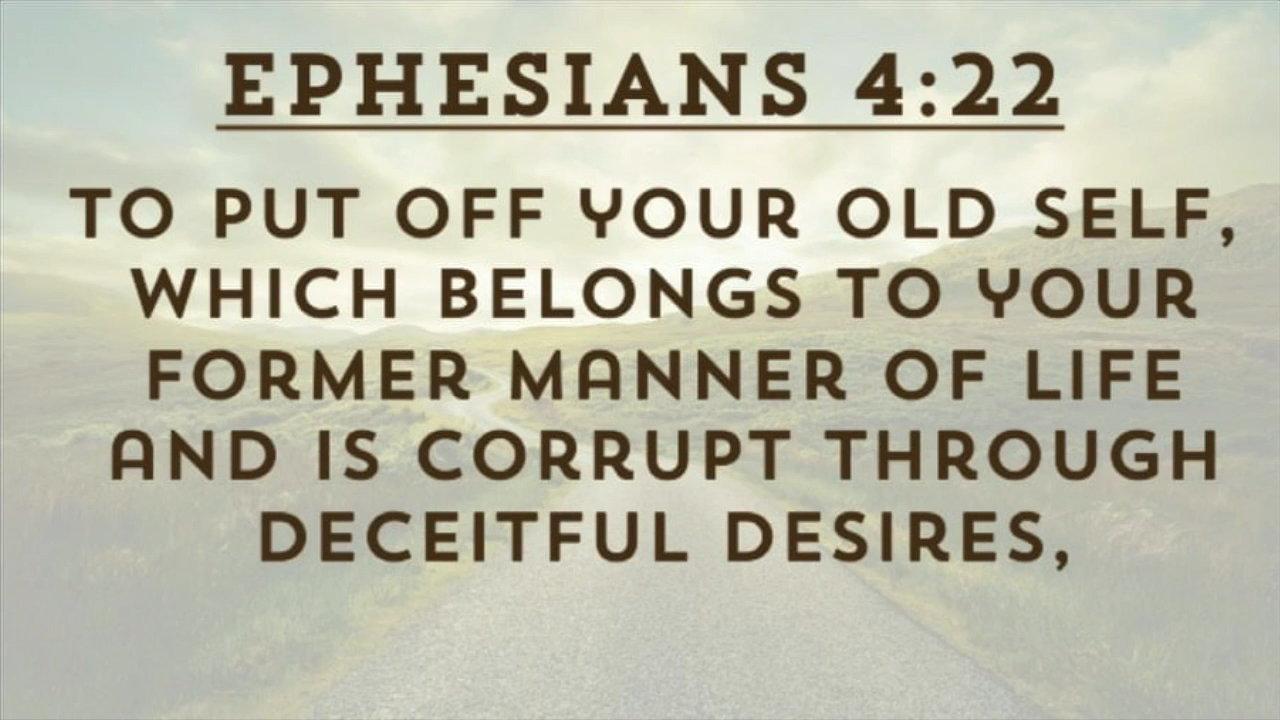 EPHESIANS 4:22
TO PUT OFF YOUR OLD SELF,
WHICH BELONGS TO YOUR
FORMER MANNER OF LIFE
AND IS CORRUPT THROUGH
DECEITFUL DESIRES,